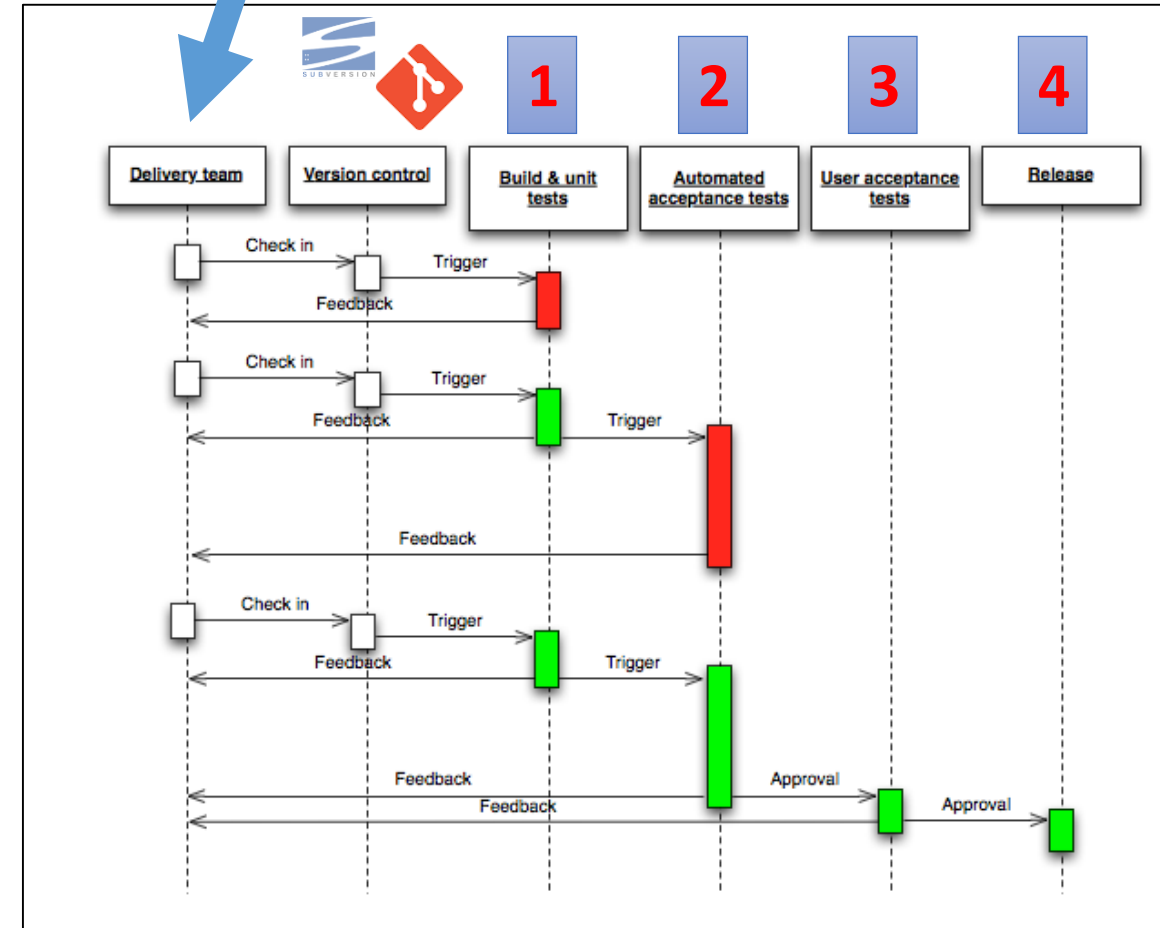 SUBVERSION
1 2 3 4
Delivery team
Version control
Build & unit
tests
Automated
acceptance tests
User acceptance
tests
Release
Check in
Trigger
Feedback
Check in
Trigger
Feedback
Trigger
Feedback
Check in
Trigger
Feedback
Trigger
Feedback
Approval
Feedback
Approval